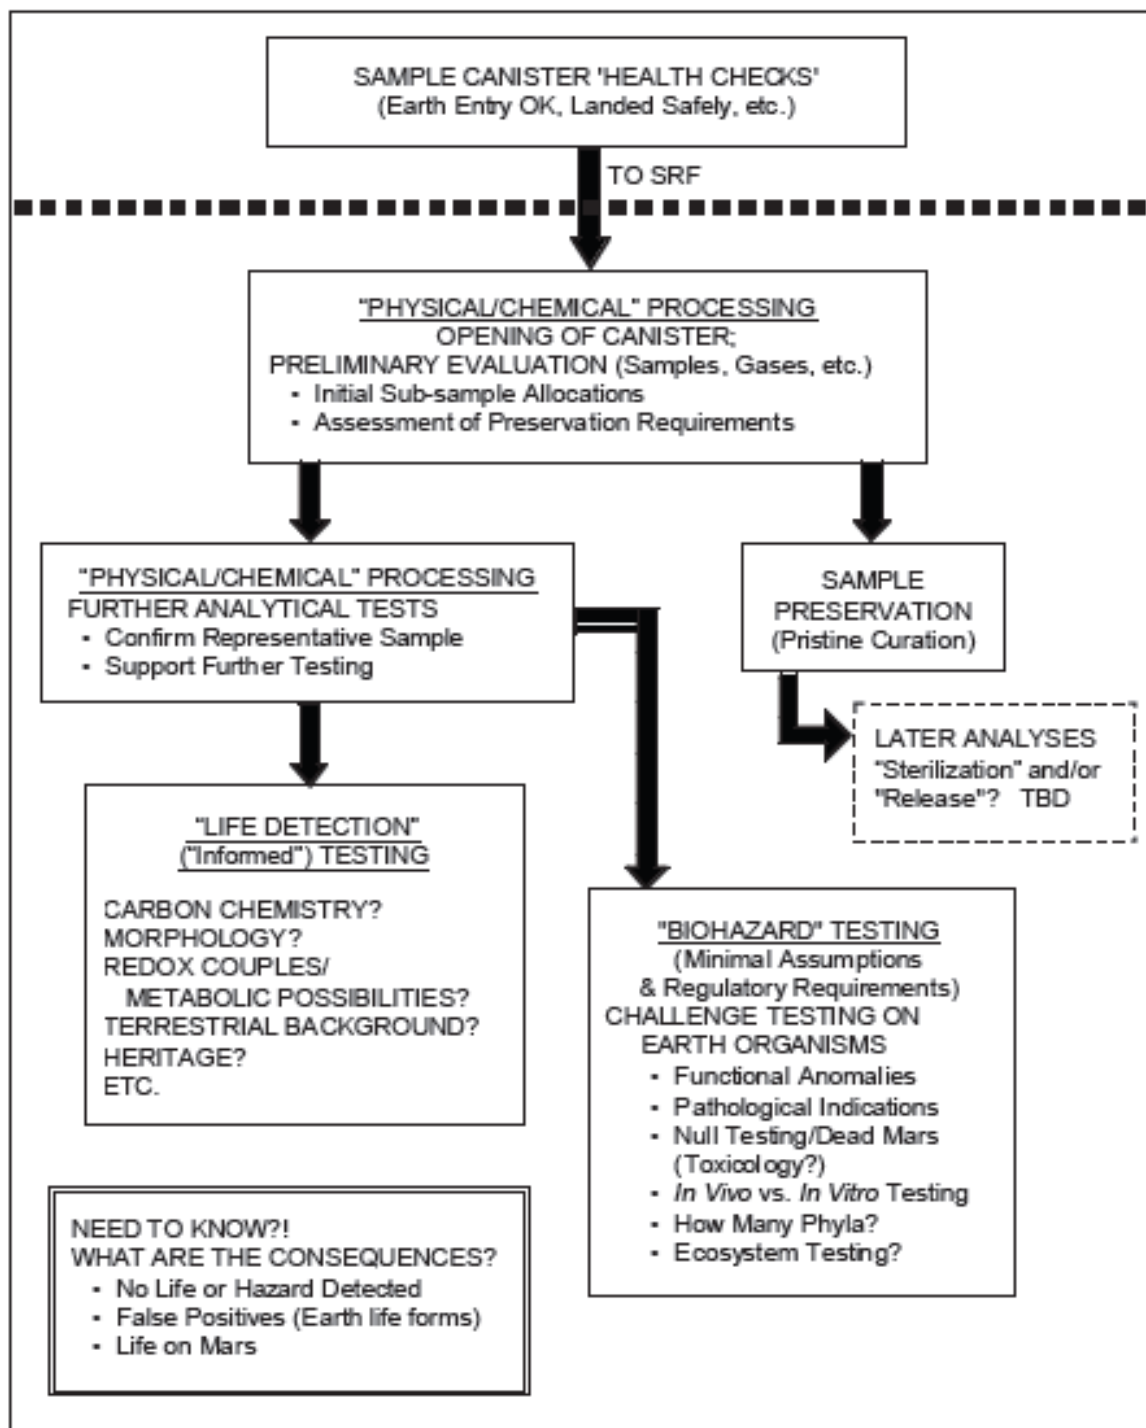 SAMPLE CANISTER 'HEALTH CHECKS'
(Earth Entry OK, Landed Safely, etc.)
TO SRF
"PHYSICAL/CHEMICAL" PROCESSING
OPENING OF CANISTER;
PRELIMINARY EVALUATION (Samples, Gases, etc.)
▪ Initial Sub-sample Allocations
▪ Assessment of Preservation Requirements
"PHYSICAL/CHEMICAL" PROCESSING
FURTHER ANALYTICAL TESTS
▪ Confirm Representative Sample
▪ Support Further Testing
SAMPLE
PRESERVATION
(Pristine Curation)
LATER ANALYSES
"Sterilization" and/or
"Release"? TBD
"LIFE DETECTION"
("Informed") TESTING
CARBON CHEMISTRY?
MORPHOLOGY?
REDOX COUPLES/
METABOLIC POSSIBILITIES?
TERRESTRIAL BACKGROUND?
HERITAGE?
ETC.
"BIOHAZARD" TESTING
(Minimal Assumptions
& Regulatory Requirements)
CHALLENGE TESTING ON
EARTH ORGANISMS
▪ Functional Anomalies
▪ Pathological Indications
▪ Null Testing/Dead Mars
(Toxicology?)
▪ In Vivo vs. In Vitro Testing
▪ How Many Phyla?
▪ Ecosystem Testing?
NEED TO KNOW?!
WHAT ARE THE CONSEQUENCES?
▪ No Life or Hazard Detected
▪ False Positives (Earth life forms)
▪ Life on Mars